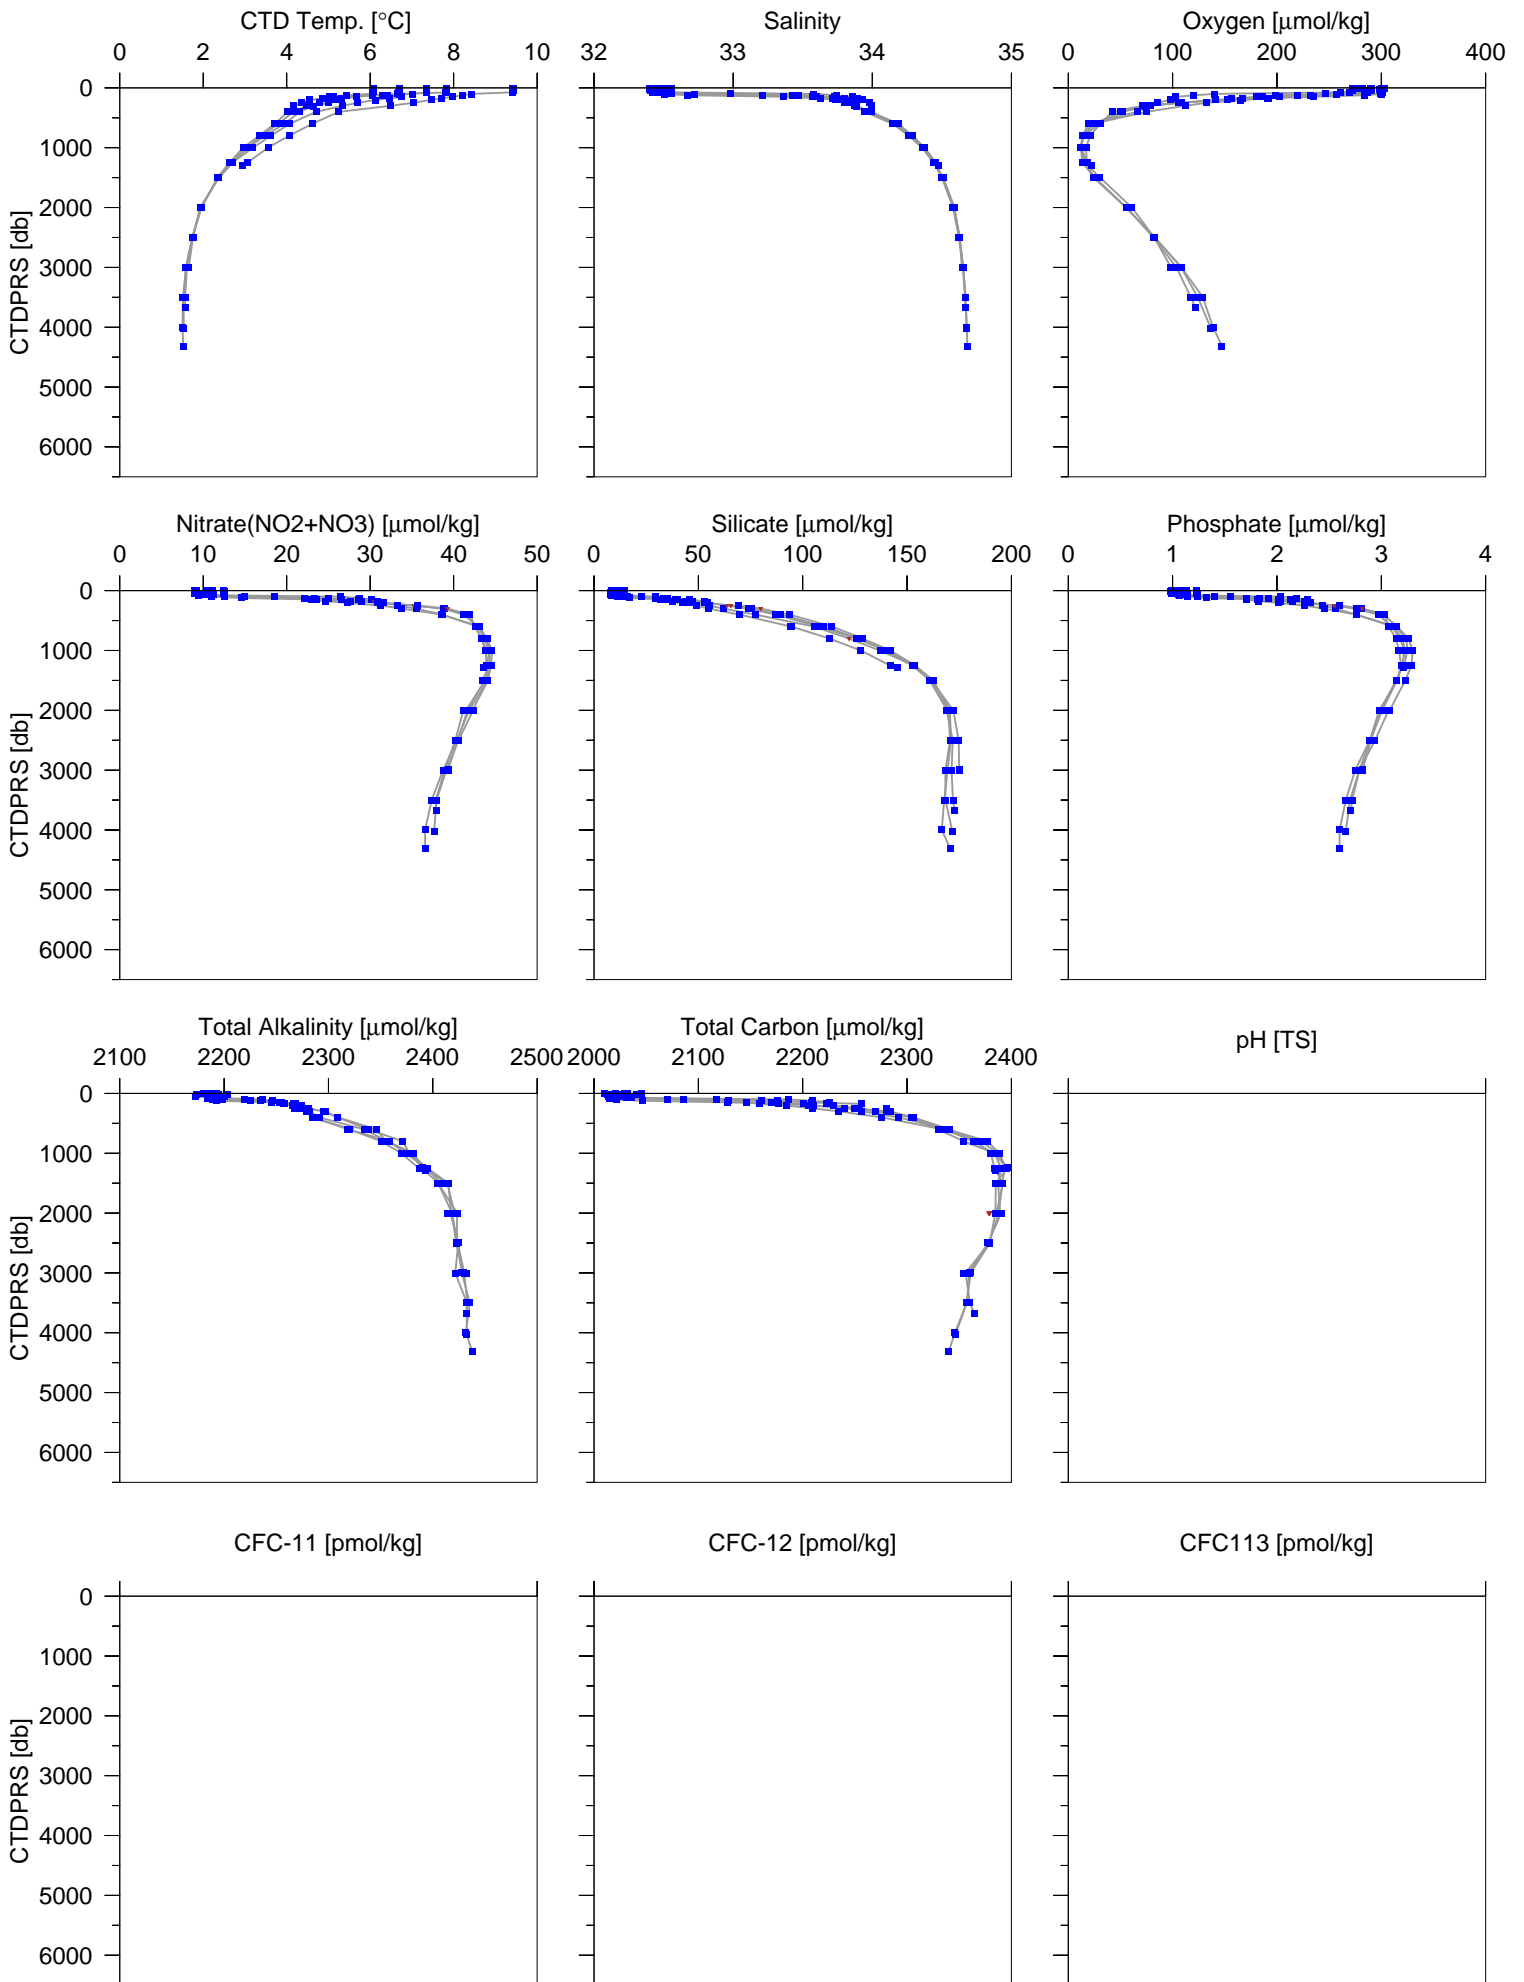 CTD Temp. [°C] Salinity Oxygen [µmol/kg]
0 2 4 6 8 10 32 33 34 35 0 100 200 300 400
0
1000
2000
3000
4000
5000
6000
CTDPRS [db]
Nitrate(NO2+NO3) [µmol/kg] Silicate [µmol/kg] Phosphate [µmol/kg]
0 10 20 30 40 50 0 50 100 150 200 0 1 2 3 4
0
1000
2000
3000
4000
5000
6000
CTDPRS [db]
Total Alkalinity [µmol/kg] Total Carbon [µmol/kg] pH [TS]
2100 2200 2300 2400 2500 2000 2100 2200 2300 2400
0
1000
2000
3000
4000
5000
6000
CTDPRS [db]
CFC-11 [pmol/kg] CFC-12 [pmol/kg] CFC113 [pmol/kg]
0
1000
2000
3000
4000
5000
6000
CTDPRS [db]